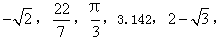 -√2， 22/7， π/3， 3.142， 2-√3，